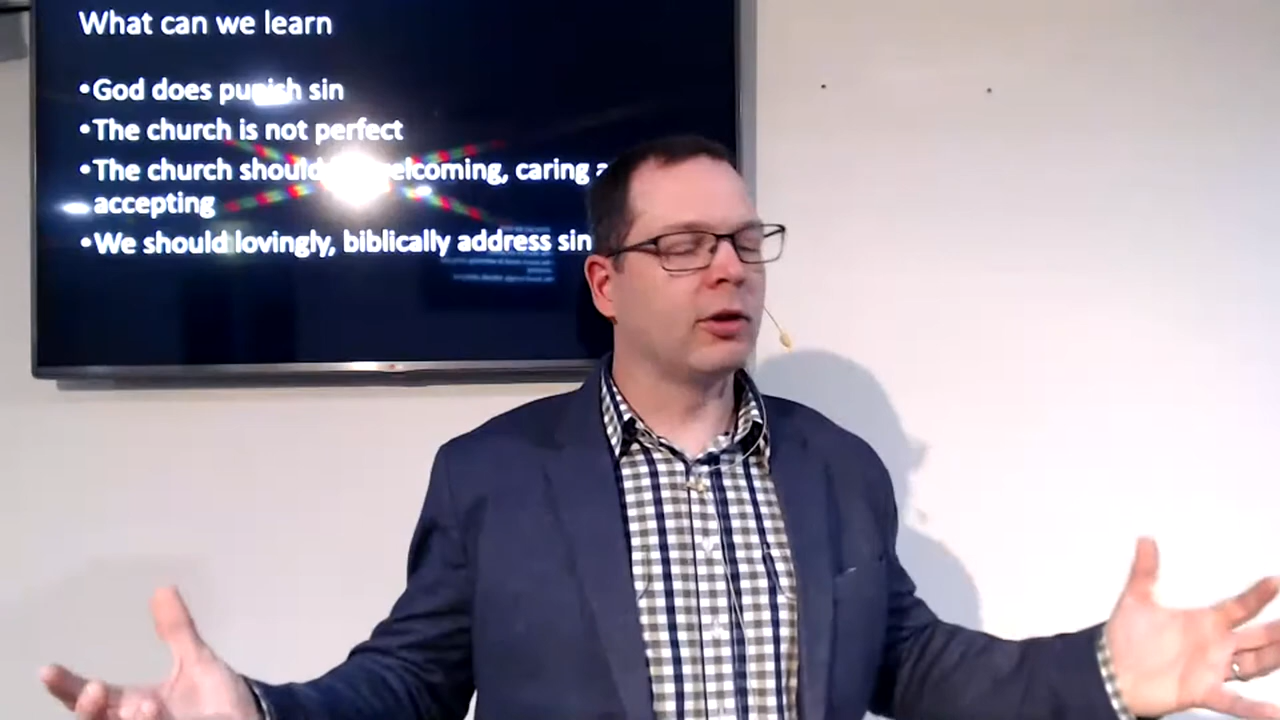 What can we learn
•God does punish sin
•The church is not perfect
•The church should welcoming, caring
accepting
•We should lovingly, biblically address sin